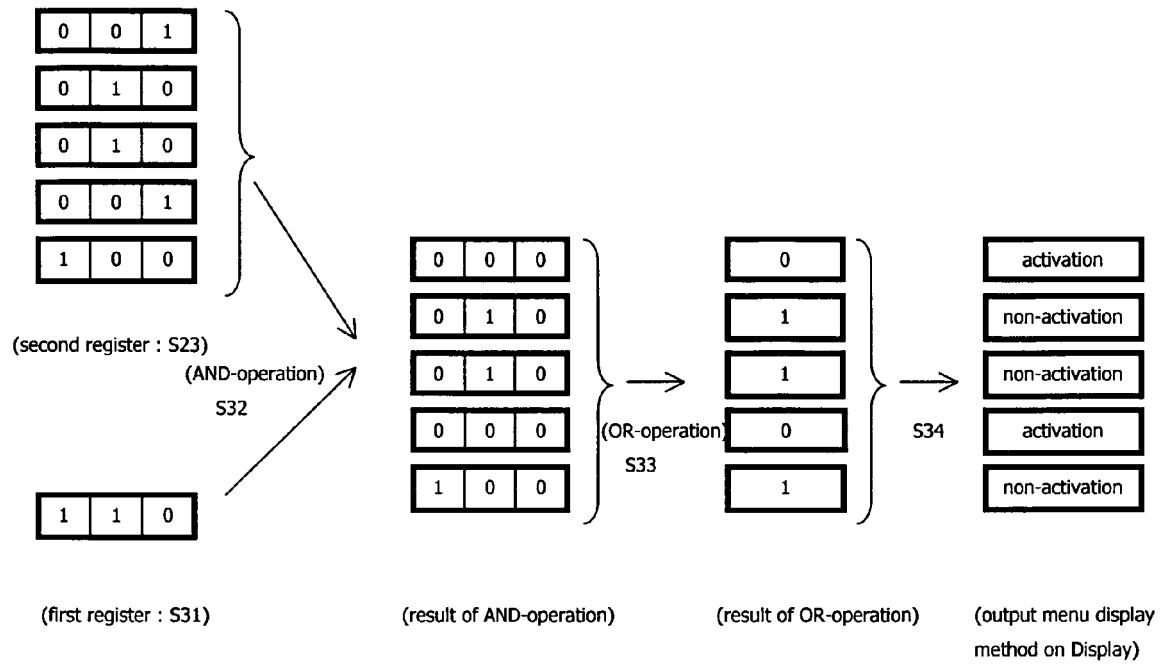 0 0 1
0 1 0
0 1 0
0 0 1
1 0 0
(second register : S23)
(AND-operation)
S32
1 1 0
(first register : S31)
0 0 0
0 1 0
0 1 0
0 0 0
1 0 0
(result of AND-operation)
(OR-operation)
S33
0
1
1
0
1
(result of OR-operation)
S34
activation
non-activation
non-activation
activation
non-activation
(output menu display
method on Display)